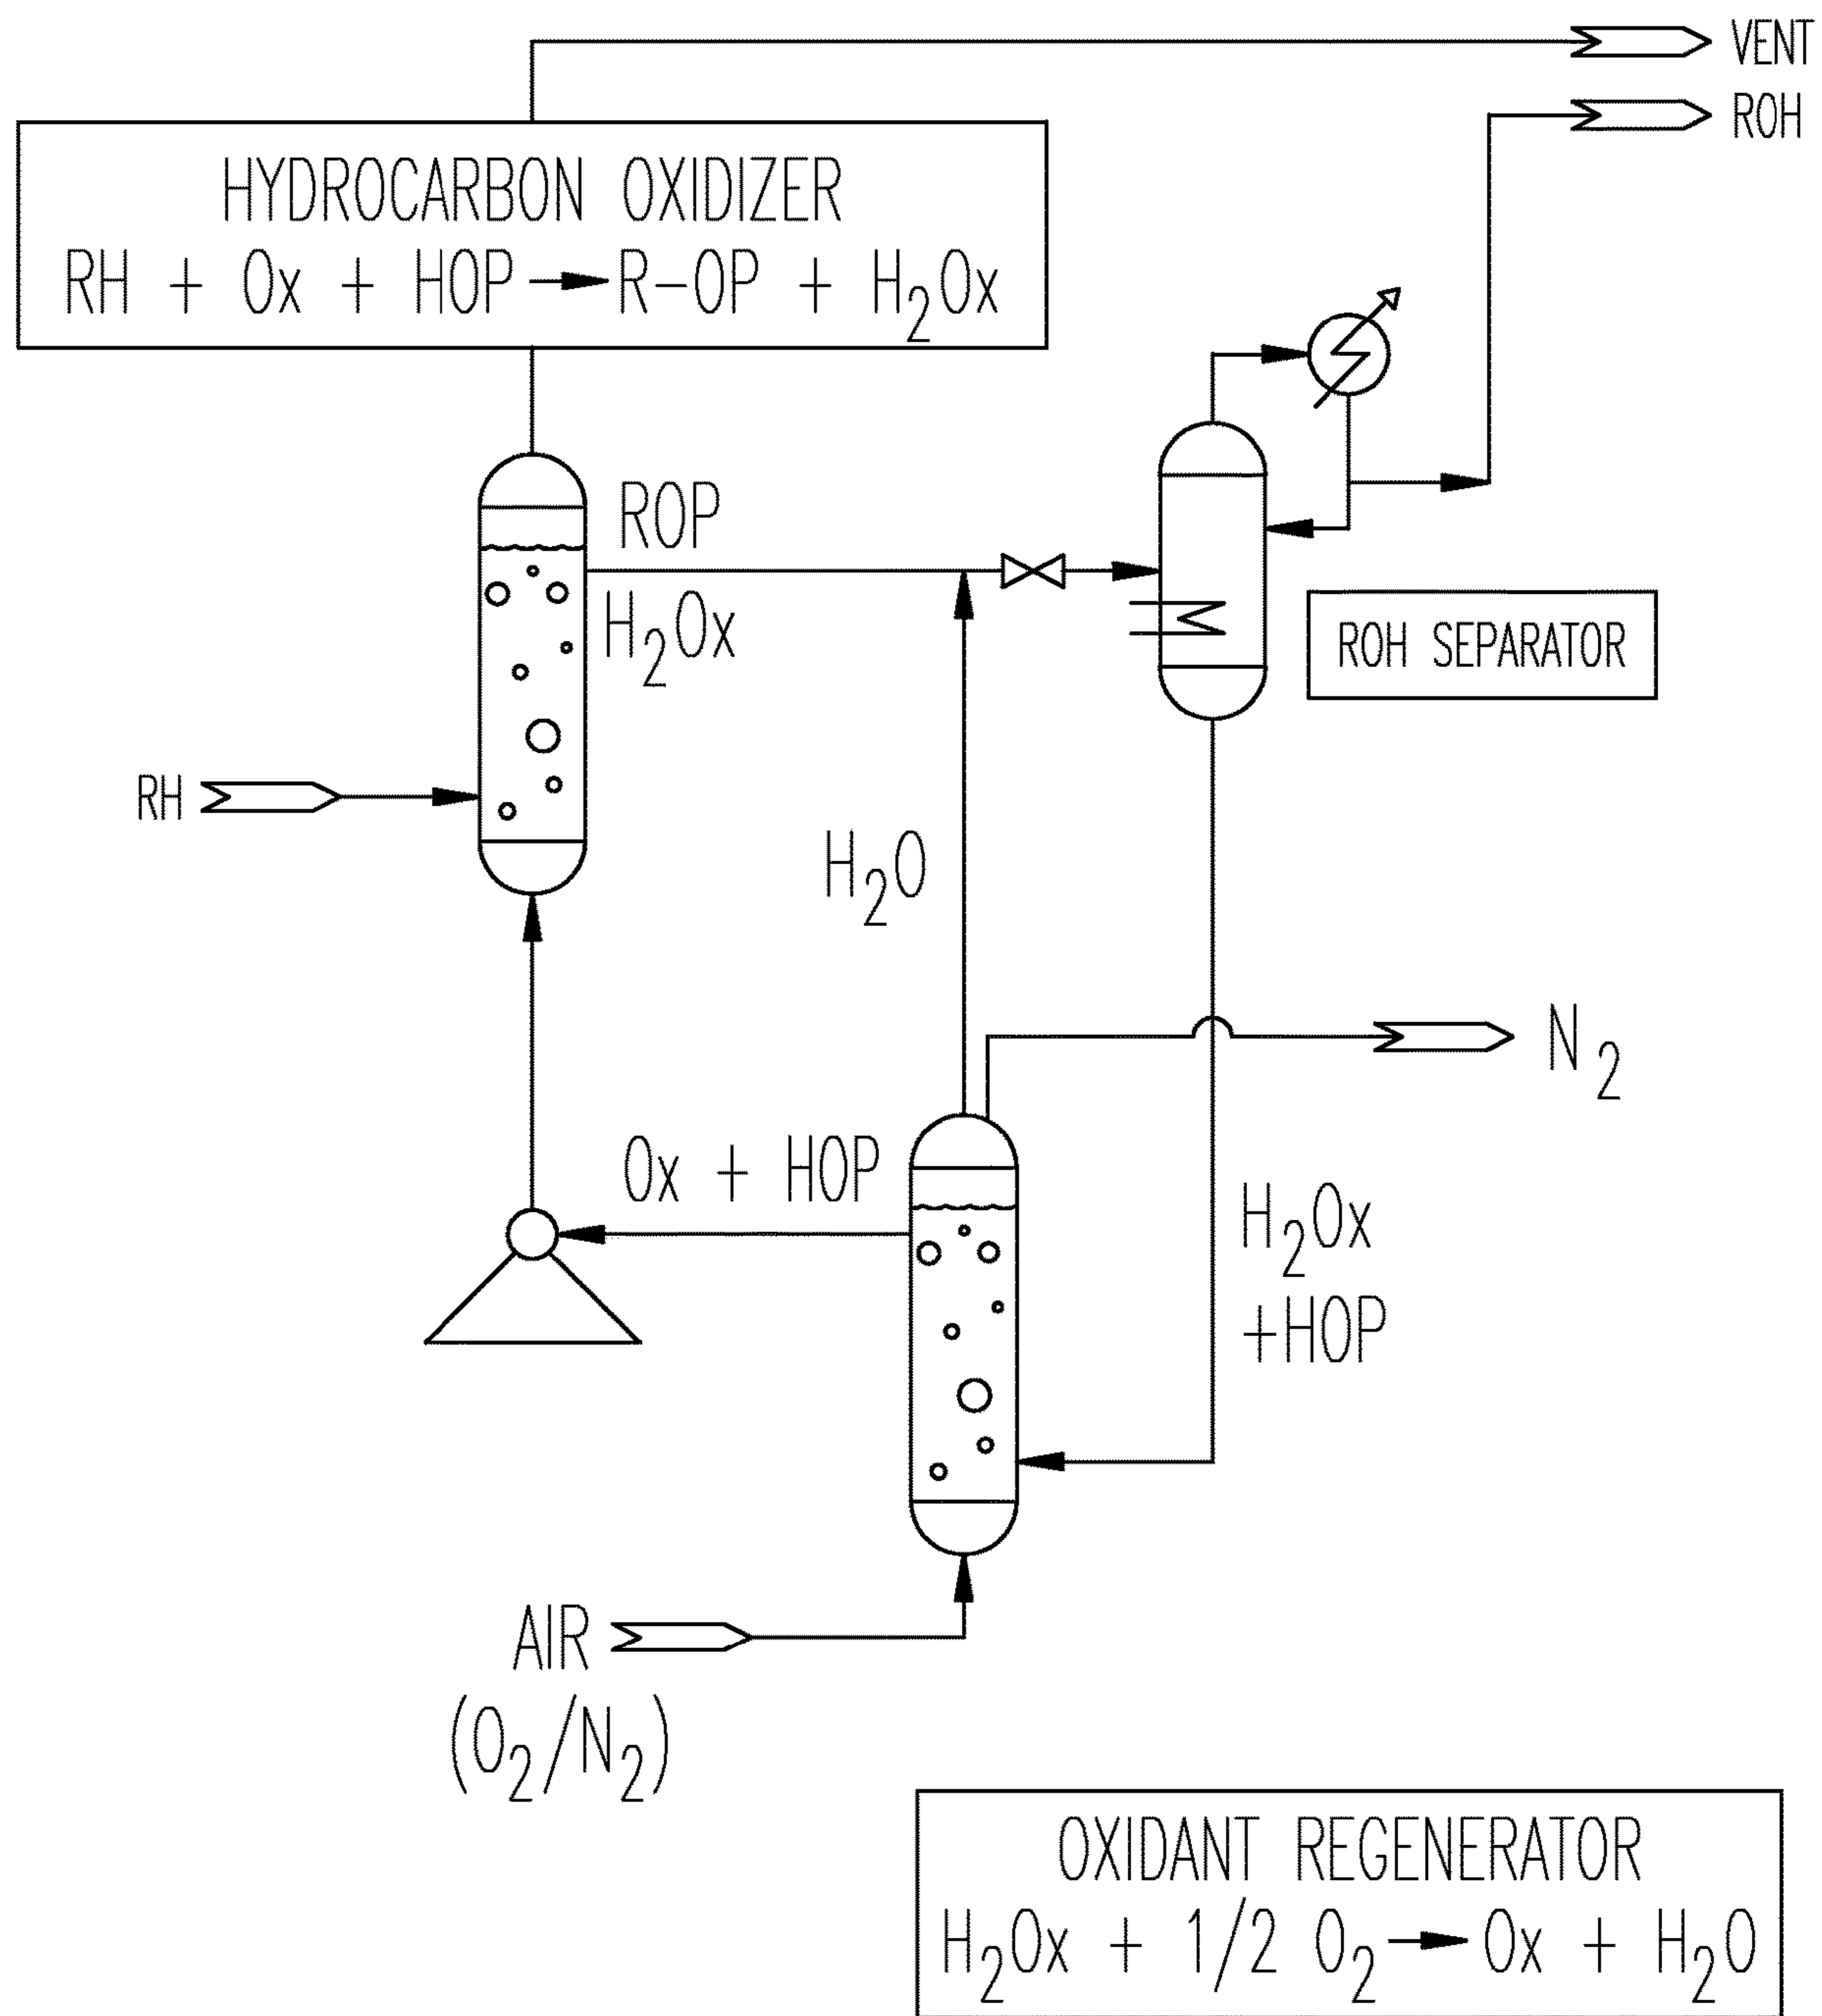 VENT
ROH
HYDROCARBON OXIDIZER
RH + Ox + HOP → R-OP + H₂Ox
ROP
H₂Ox
ROH SEPARATOR
RH
H₂O
N₂
Ox + HOP
H₂Ox
+HOP
AIR
(O₂/N₂)
OXIDANT REGENERATOR
H₂Ox + 1/2 O₂ → Ox + H₂O